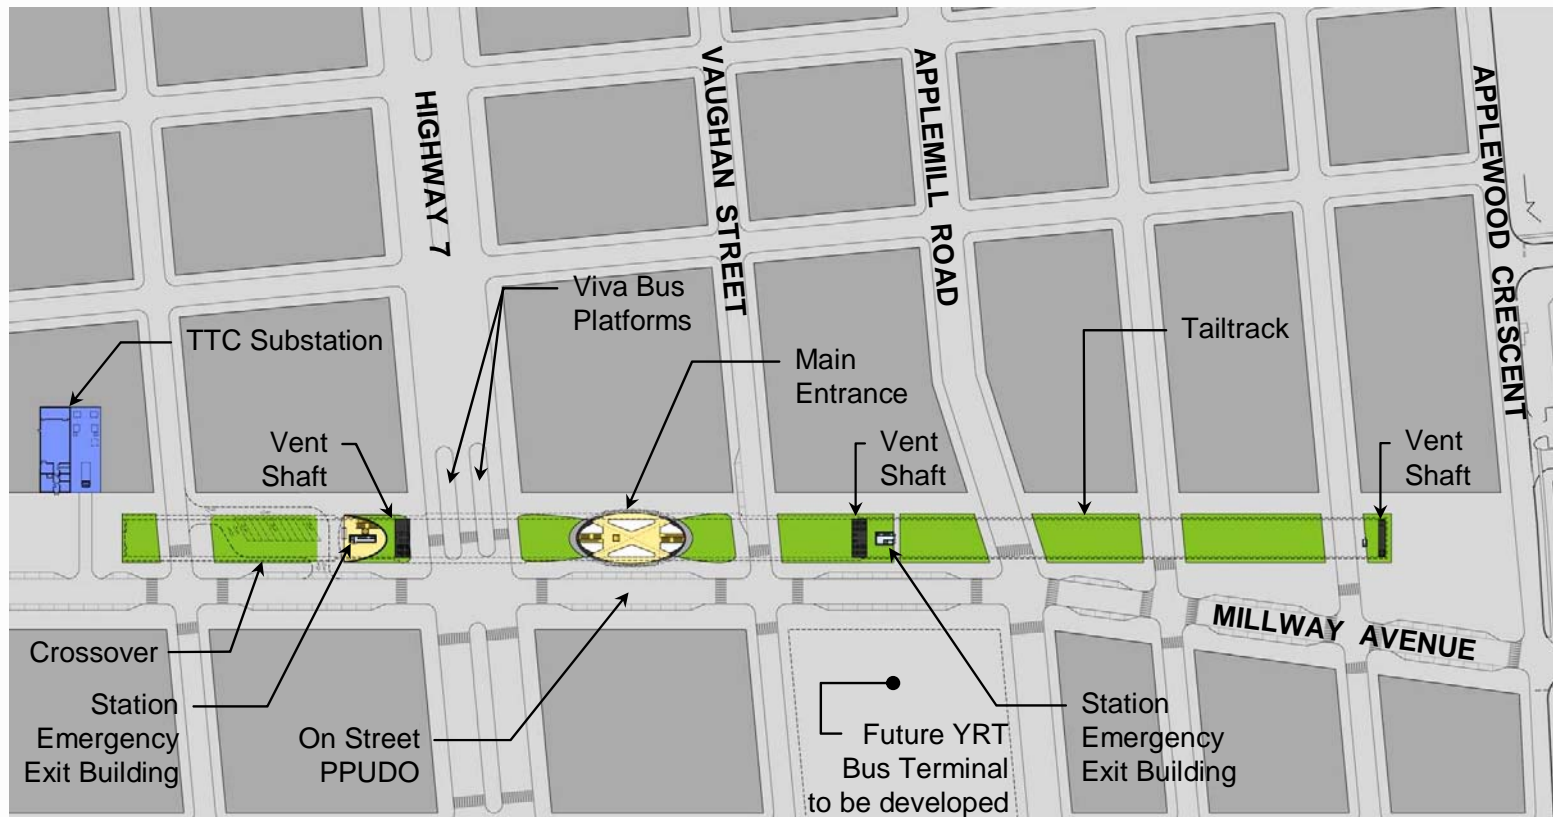 HIGHWAY 7
VAUGHAN STREET
APPLEMILL ROAD
APPLEWOOD CRESCENT
Viva Bus
Platforms
TTC Substation
Main
Entrance
Tailtrack
Vent
Shaft
Vent
Shaft
Vent
Shaft
MILLWAY AVENUE
Crossover
Station
Emergency
Exit Building
On Street
PPUDO
Future YRT
Bus Terminal
to be developed
Station
Emergency
Exit Building